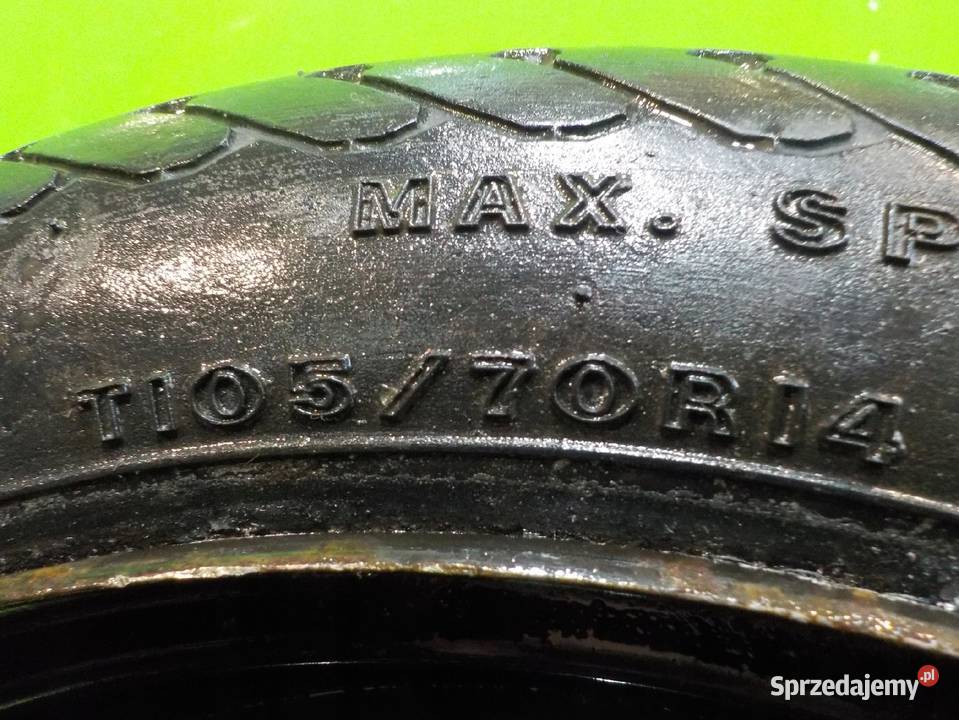 MAX. SP
T105/70R14
Sprzedajemy.pl